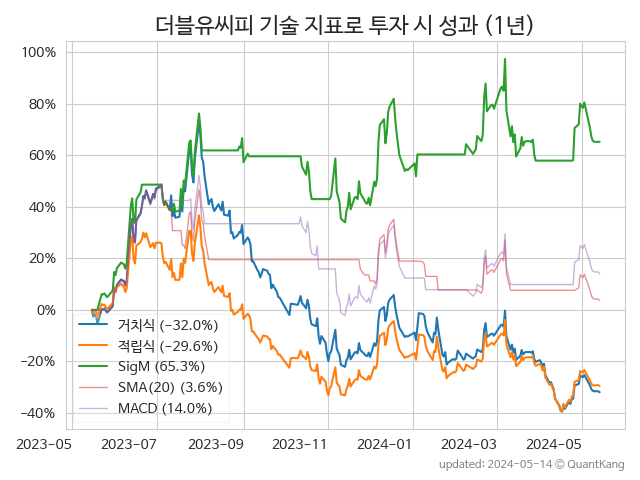 더블유씨피 기술 지표로 투자 시 성과 (1년)
100%
80%
60%
40%
20%
0%
−20%
−40%
거치식 (−32.0%)
적립식 (−29.6%)
SigM (65.3%)
SMA(20) (3.6%)
MACD (14.0%)
2023-05 2023-07 2023-09 2023-11 2024-01 2024-03 2024-05
updated: 2024-05-14 © QuantKang